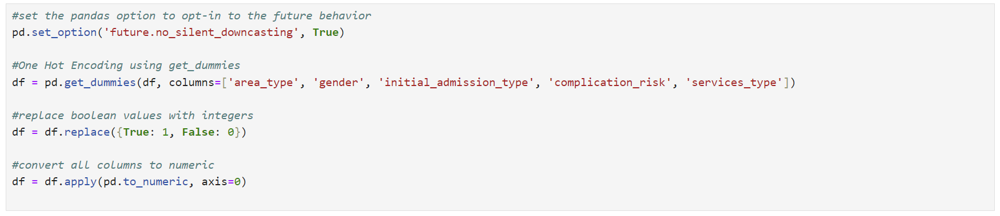 #set the pandas option to opt-in to the future behavior
pd.set_option('future.no_silent_downcasting', True)
#One Hot Encoding using get_dummies
df = pd.get_dummies(df, columns=['area_type', 'gender', 'initial_admission_type', 'complication_risk', 'services_type'])
#replace boolean values with integers
df = df.replace({True: 1, False: 0})
#convert all columns to numeric
df = df.apply(pd.to_numeric, axis=0)